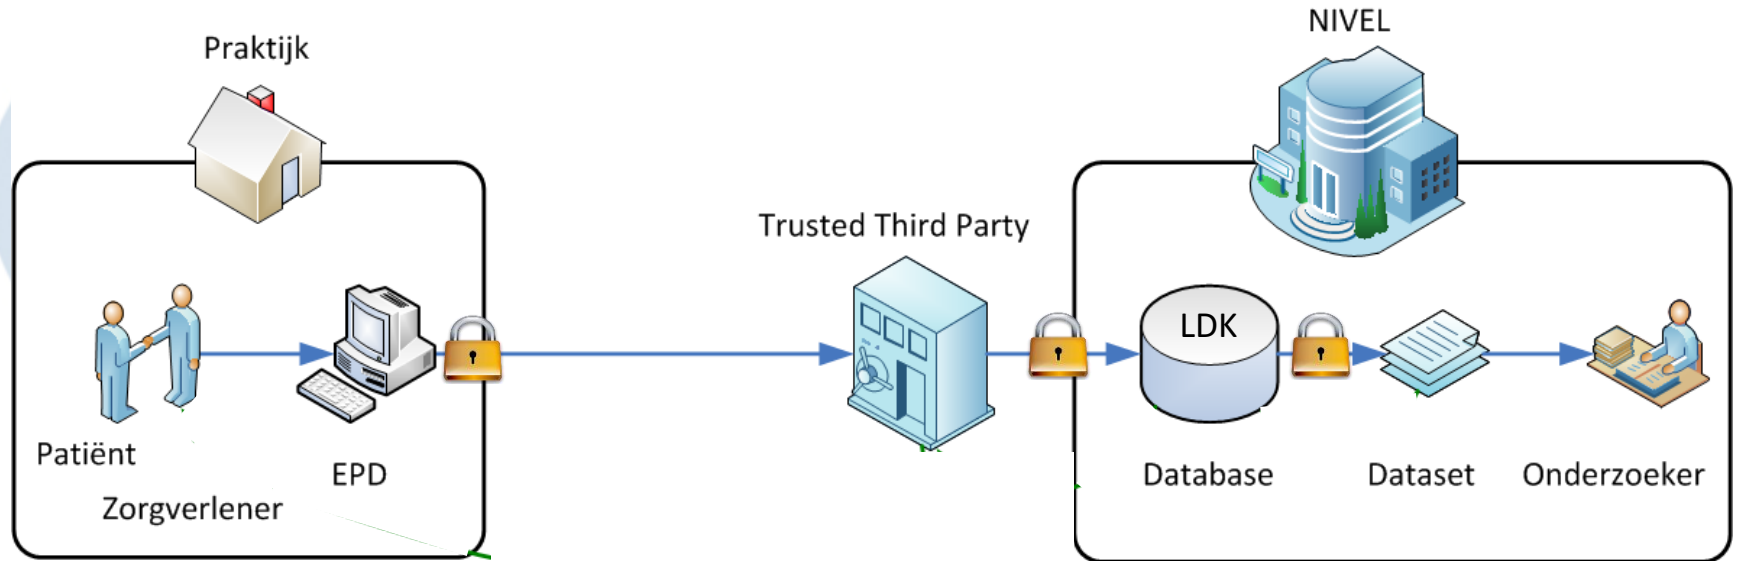 Praktijk
NIVEL
Trusted Third Party
LDK
Patiënt
Zorgverlener
EPD
Database
Dataset
Onderzoeker